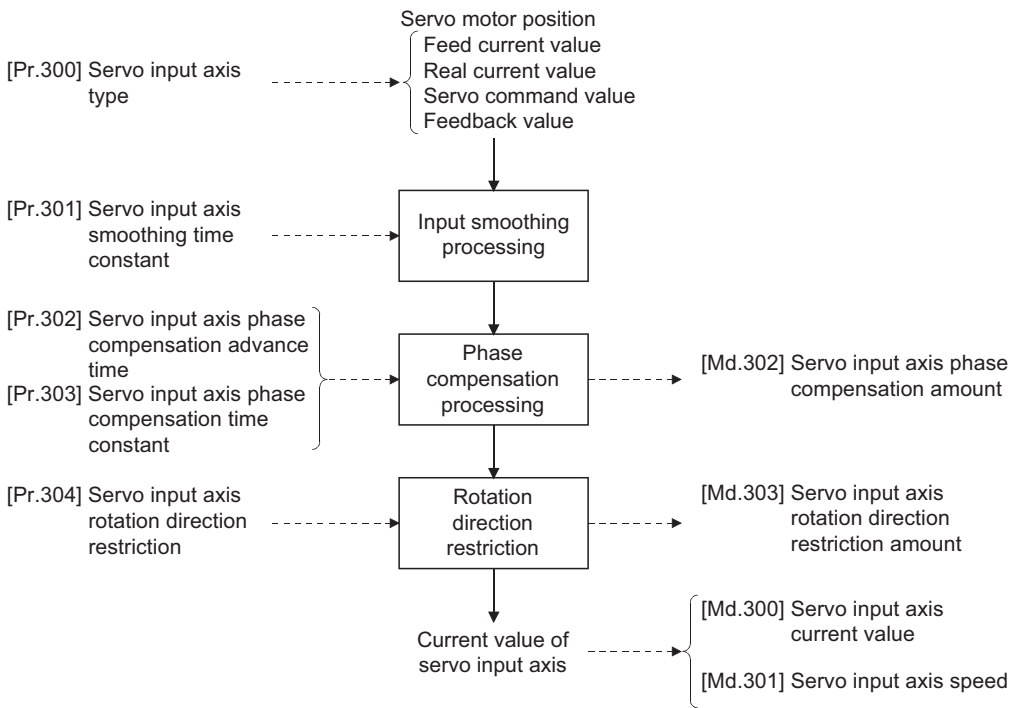 Servo motor position
Feed current value
Real current value
Servo command value
Feedback value
[Pr.300] Servo input axis
type
[Pr.301] Servo input axis
smoothing time
constant
Input smoothing
processing
[Pr.302] Servo input axis phase
compensation advance
time
[Pr.303] Servo input axis phase
compensation time
constant
Phase
compensation
processing
[Md.302] Servo input axis phase
compensation amount
[Pr.304] Servo input axis
rotation direction
restriction
Rotation
direction
restriction
[Md.303] Servo input axis
rotation direction
restriction amount
Current value of
servo input axis
[Md.300] Servo input axis
current value
[Md.301] Servo input axis speed